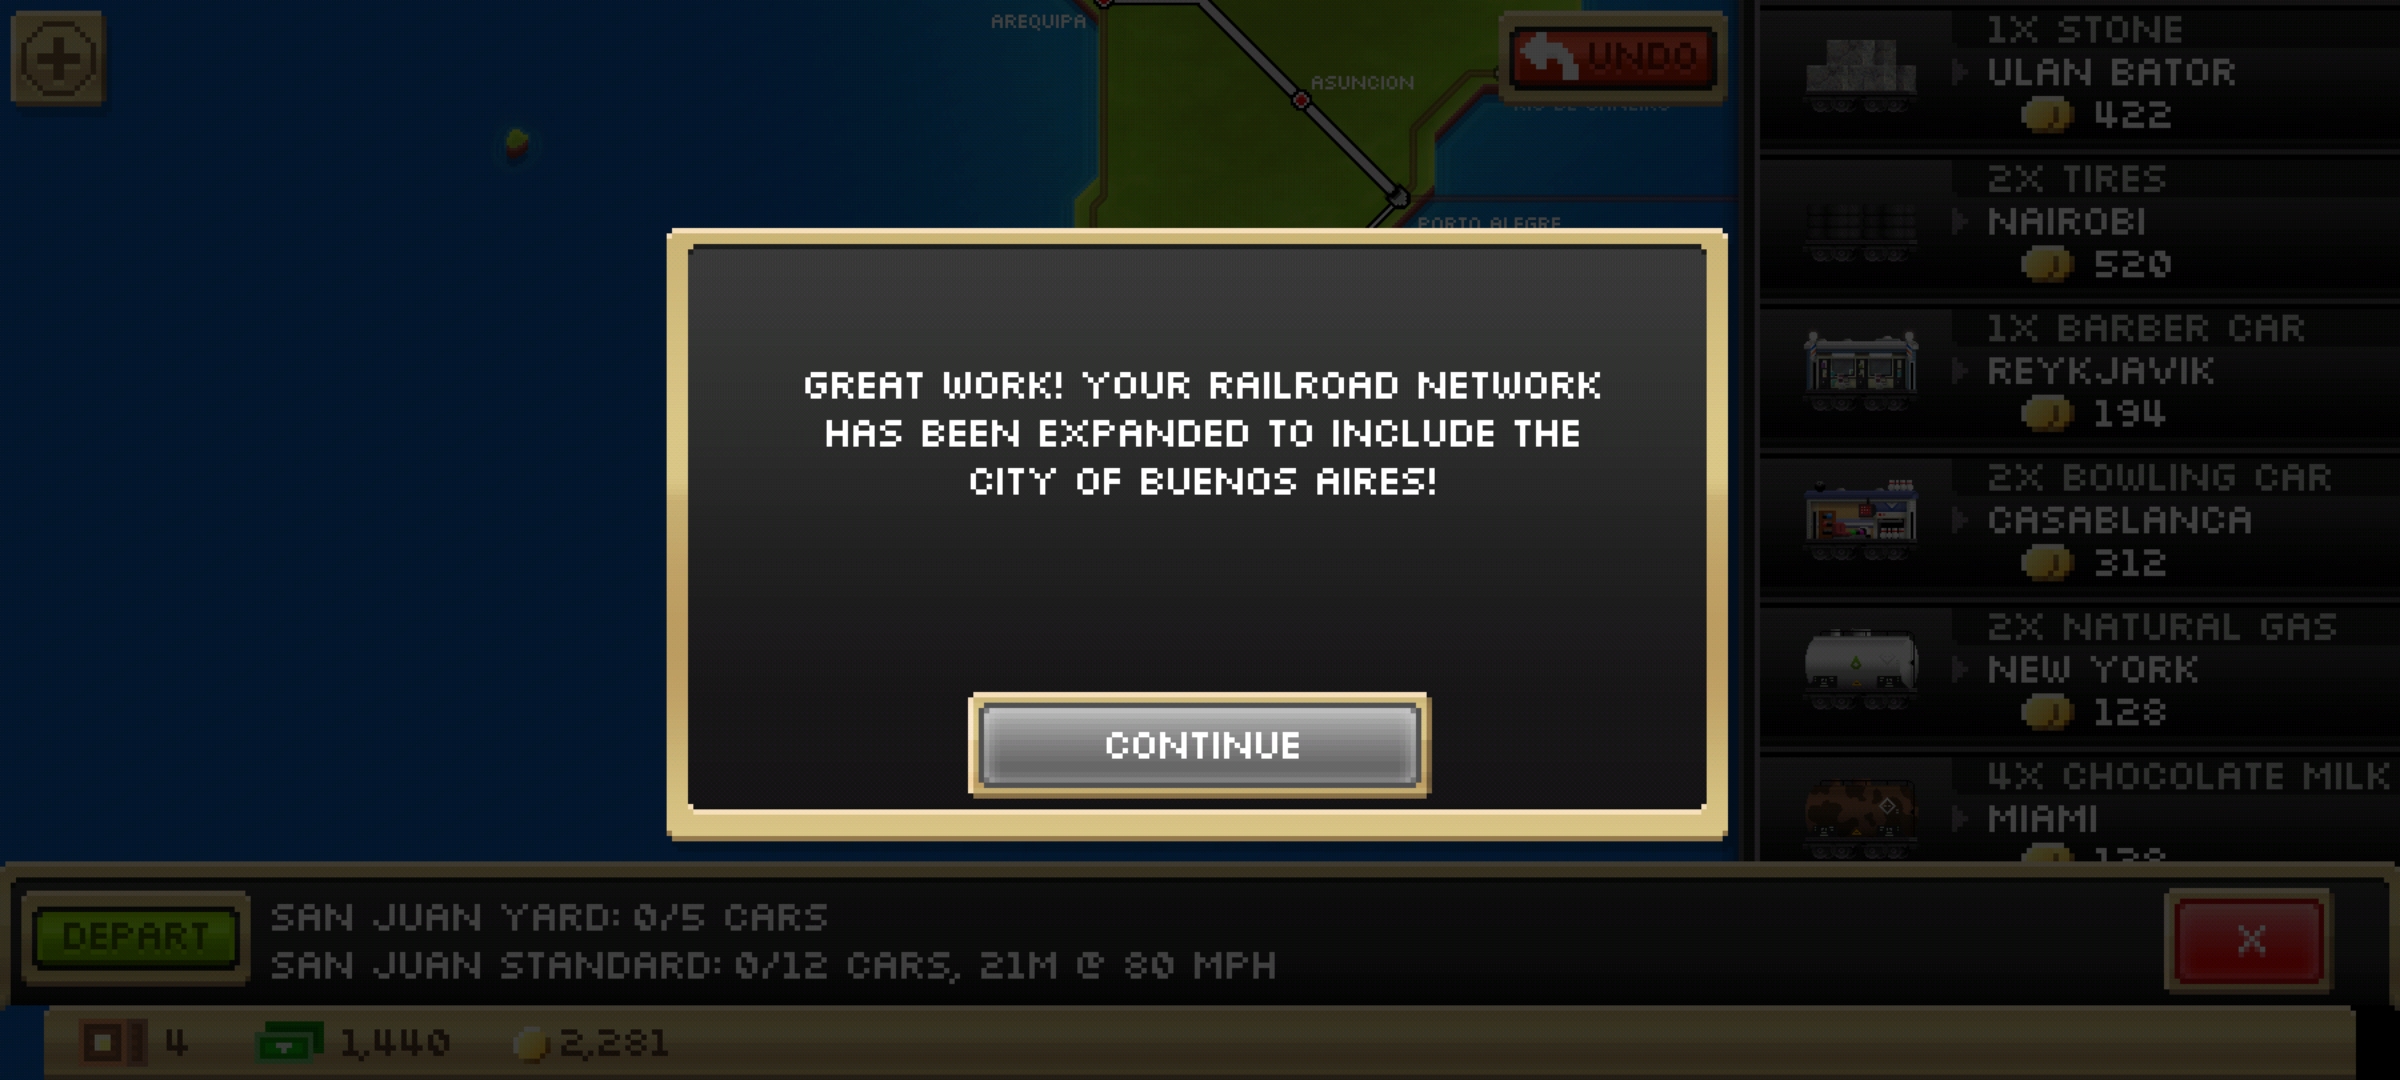 AREQUIPA
ASUNCION
UNDO
RIO DE JANEIRO
PORTO ALEGRE
1X STONE
ULAN BATOR
422
2X TIRES
NAIROBI
520
1X BARBER CAR
REYKJAVIK
194
2X BOWLING CAR
CASABLANCA
312
2X NATURAL GAS
NEW YORK
128
4X CHOCOLATE MILK
MIAMI
GREAT WORK! YOUR RAILROAD NETWORK
HAS BEEN EXPANDED TO INCLUDE THE
CITY OF BUENOS AIRES!
CONTINUE
DEPART
SAN JUAN YARD: 0/5 CARS
SAN JUAN STANDARD: 0/12 CARS, 21M @ 80 MPH
X
4
1,440
2,281